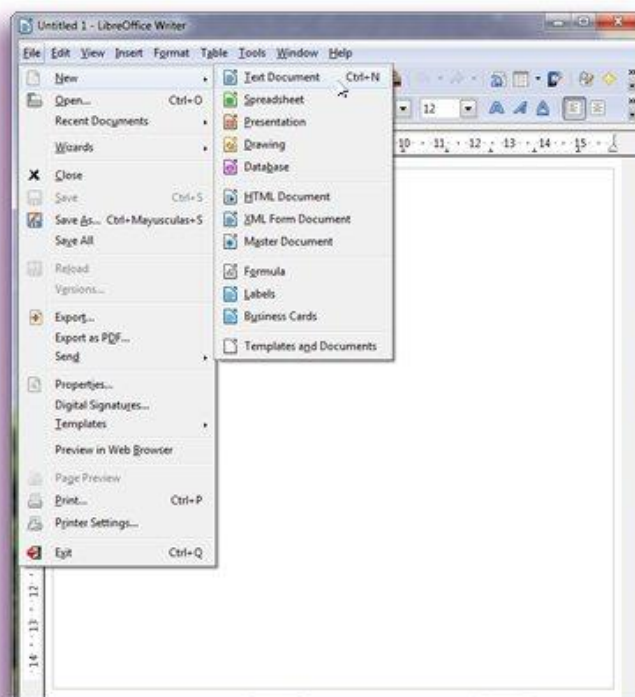 Untitled 1 - LibreOffice Writer
File Edit View Insert Format Table Tools Window Help
New
Open... Ctrl+O
Recent Documents
Wizards
Close
Save Ctrl+S
Save As... Ctrl+Mayusculas+S
Save All
Reload
Versions...
Export...
Export as PDF...
Send
Properties...
Digital Signatures...
Templates
Preview in Web Browser
Page Preview
Print... Ctrl+P
Printer Settings...
Exit Ctrl+Q
Text Document Ctrl+N
Spreadsheet
Presentation
Drawing
Database
HTML Document
XML Form Document
Master Document
Formula
Labels
Business Cards
Templates and Documents
12
10 11 12 13 14 15
12
13
14